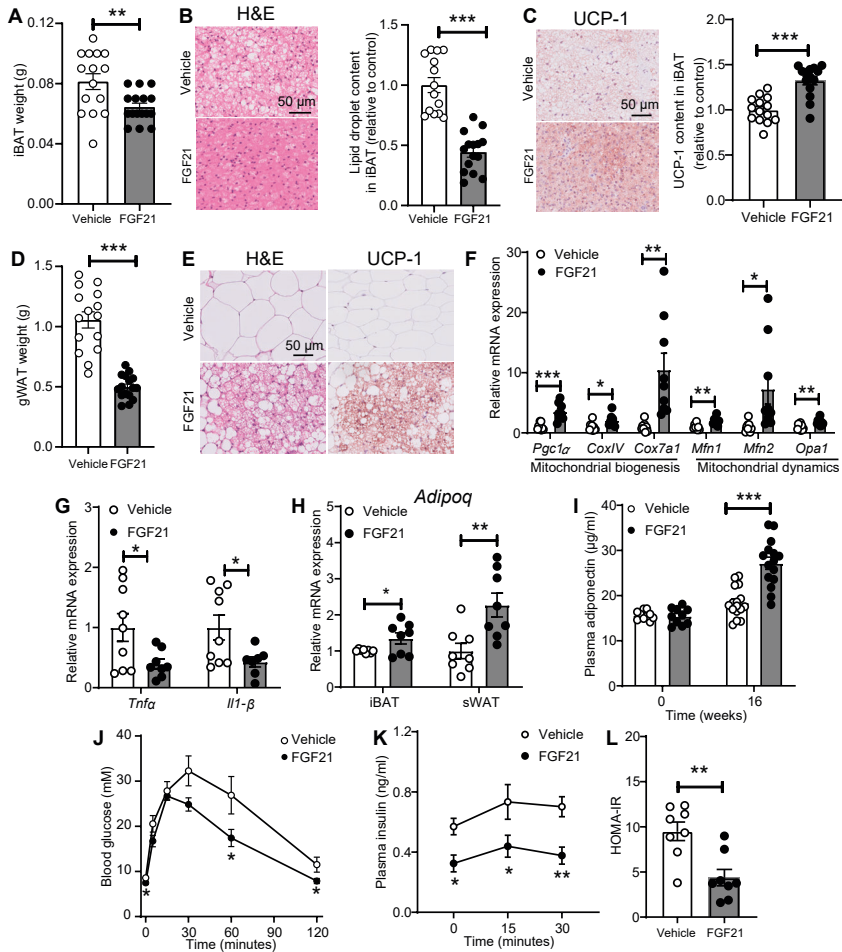 A
**
iBAT weight (g)
0.12
0.08
0.04
0.00
Vehicle
FGF21
B
H&E
Vehicle
50 µm
FGF21
***
Lipid droplet content
in iBAT (relative to control)
1.5
1.0
0.5
0.0
Vehicle
FGF21
C
UCP-1
Vehicle
50 µm
FGF21
***
UCP-1 content in iBAT
(relative to control)
2.0
1.5
1.0
0.5
0.0
Vehicle FGF21
D
***
gWAT weight (g)
1.5
1.0
0.5
0.0
Vehicle FGF21
E
H&E
UCP-1
Vehicle
50 µm
FGF21
F
Vehicle
FGF21
Relative mRNA expression
30
20
10
0
***
*
**
**
*
**
Pgc1α CoxIV Cox7a1 Mfn1 Mfn2 Opa1
Mitochondrial biogenesis Mitochondrial dynamics
G
Vehicle
FGF21
Relative mRNA expression
3
2
1
0
*
*
Tnfα
Il1-β
H
Adipoq
Vehicle
FGF21
Relative mRNA expression
5
4
3
2
1
0
*
**
iBAT
sWAT
I
Vehicle
FGF21
***
Plasma adiponectin (µg/ml)
40
30
20
10
0
0
16
Time (weeks)
J
Vehicle
FGF21
Blood glucose (mM)
40
30
20
10
0
*
*
*
0 30 60 90 120
Time (minutes)
K
Vehicle
FGF21
Plasma insulin (ng/ml)
1.2
0.8
0.4
0.0
*
*
**
0 15 30
Time (minutes)
L
**
HOMA-IR
20
15
10
5
0
Vehicle FGF21